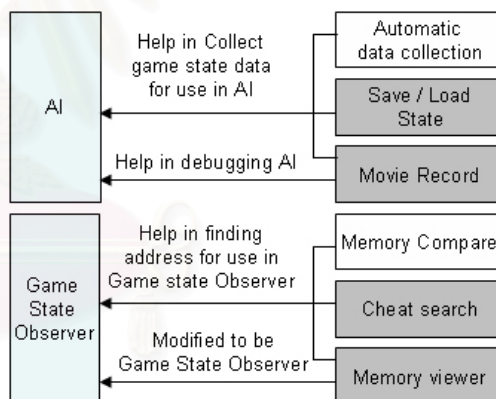 AI
Help in Collect
game state data
for use in AI
Help in debugging AI
Automatic
data collection
Save / Load
State
Movie Record
Game
State
Observer
Help in finding
address for use in
Game state Observer
Modified to be
Game State Observer
Memory Compare
Cheat search
Memory viewer